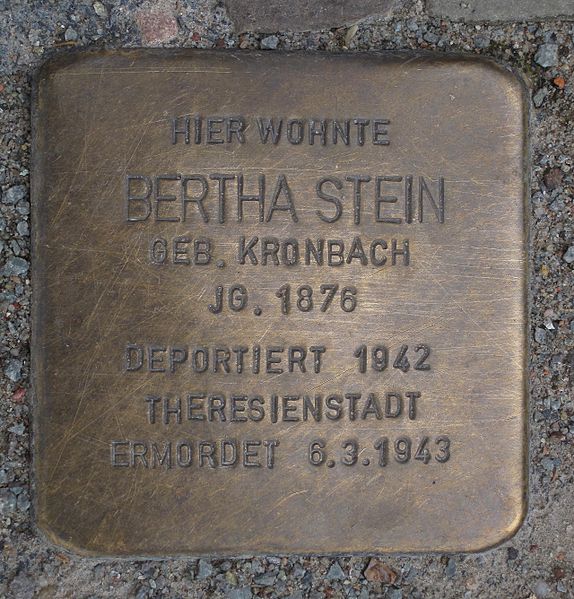 HIER WOHNTE
BERTHA STEIN
GEB. KRONBACH
JG. 1876
DEPORTIERT 1942
THERESIENSTADT
ERMORDET 6.3.1943